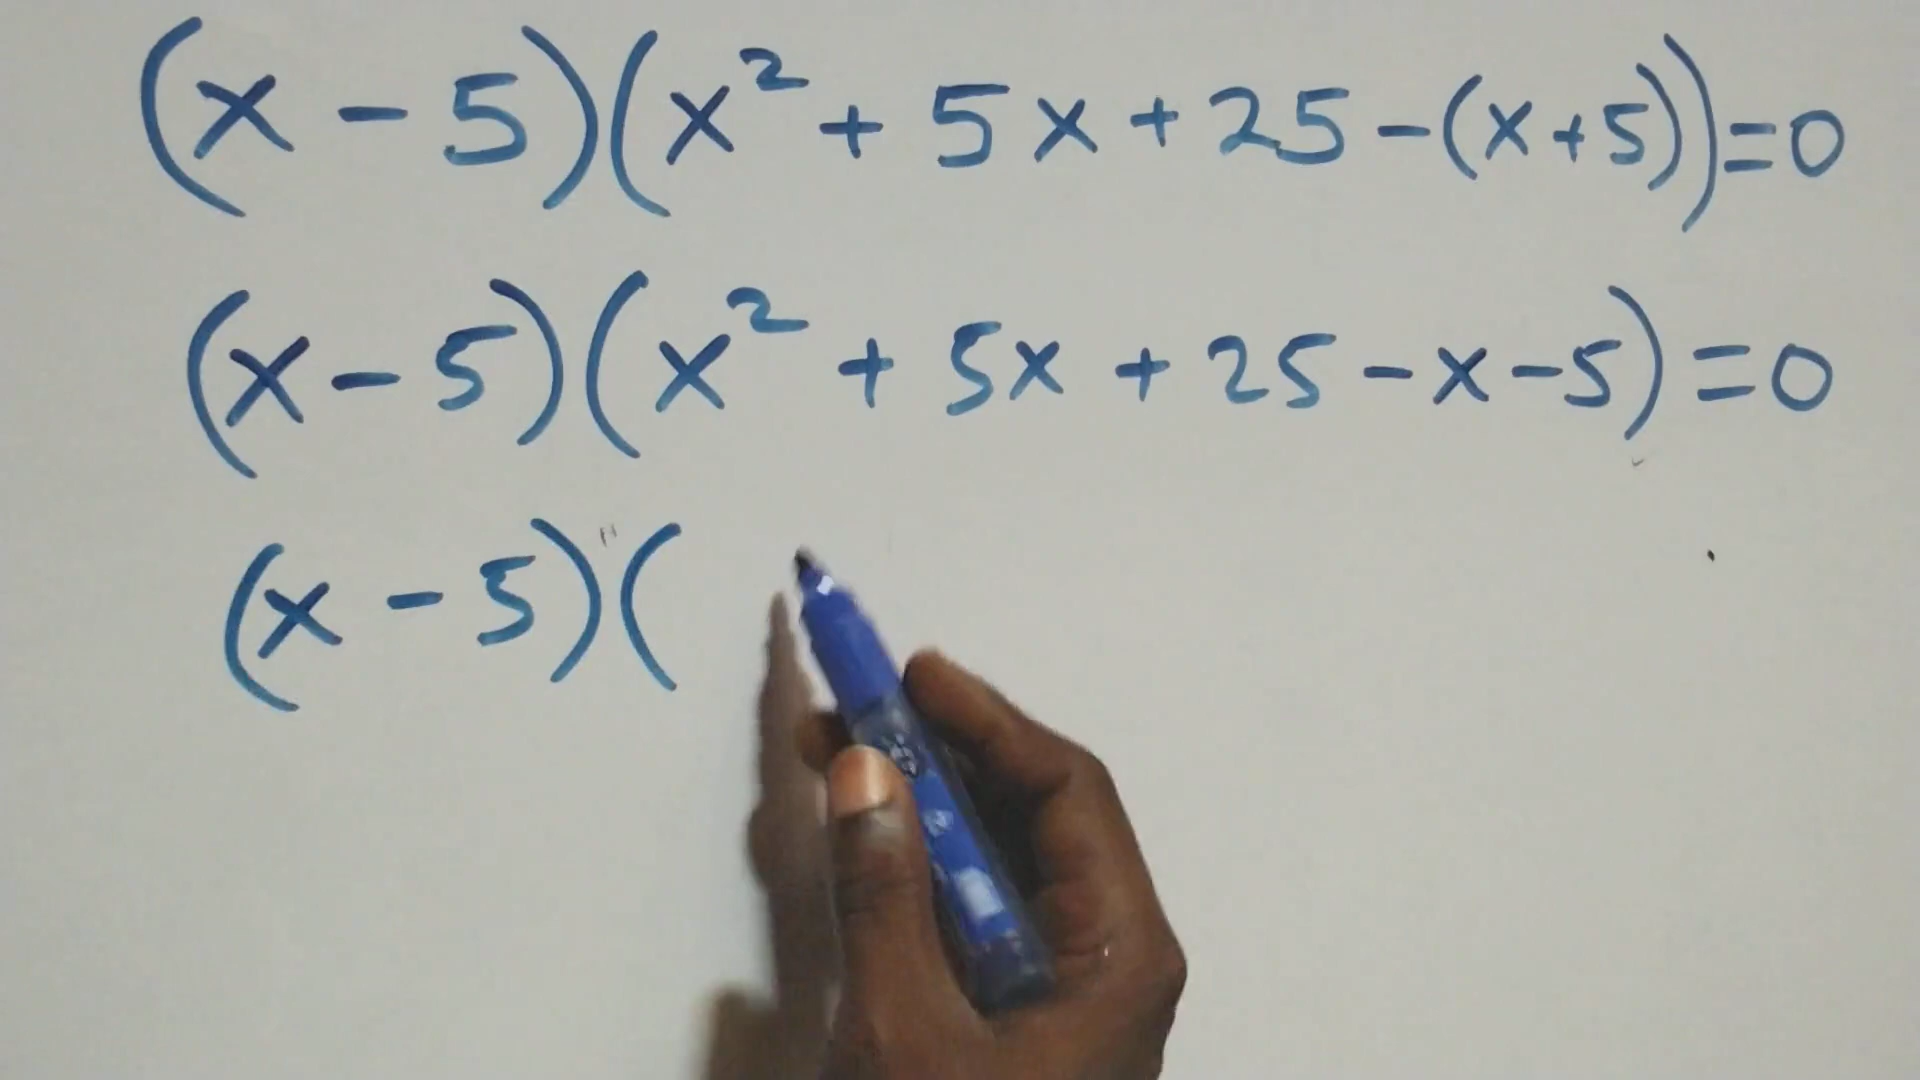 (x - 5)(x² + 5x + 25 - (x + 5)) = 0
(x - 5)(x² + 5x + 25 - x - 5) = 0
(x - 5)(